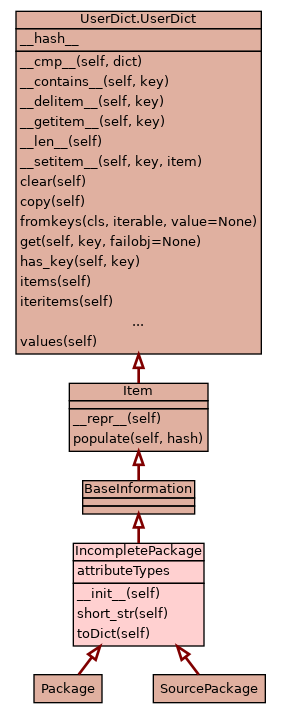 UserDict.UserDict
__hash__
__cmp__(self, dict)
__contains__(self, key)
__delitem__(self, key)
__getitem__(self, key)
__len__(self)
__setitem__(self, key, item)
clear(self)
copy(self)
fromkeys(cls, iterable, value=None)
get(self, key, failobj=None)
has_key(self, key)
items(self)
iteritems(self)
...
values(self)
Item
__repr__(self)
populate(self, hash)
BaseInformation
IncompletePackage
attributeTypes
__init__(self)
short_str(self)
toDict(self)
Package
SourcePackage